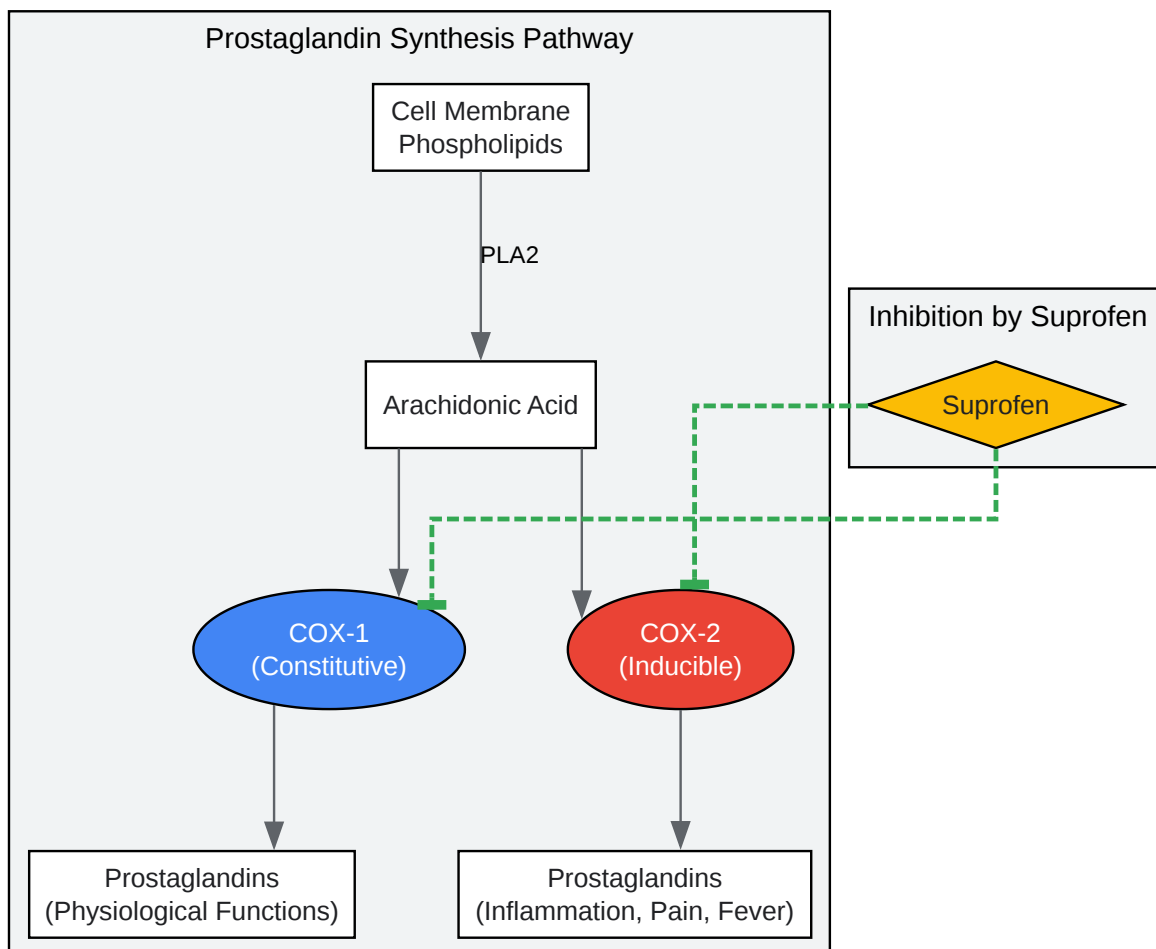 Prostaglandin Synthesis Pathway
Cell Membrane
Phospholipids
PLA2
Inhibition by Suprofen
Suprofen
Arachidonic Acid
COX-1
(Constitutive)
COX-2
(Inducible)
Prostaglandins
(Physiological Functions)
Prostaglandins
(Inflammation, Pain, Fever)